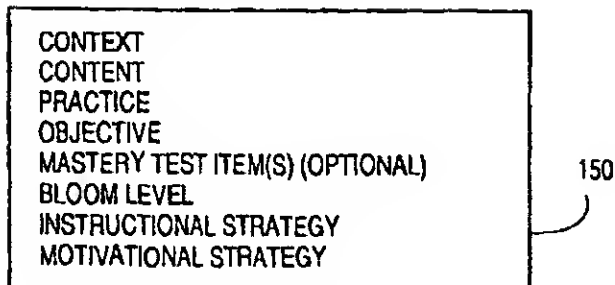 CONTEXT
CONTENT
PRACTICE
OBJECTIVE
MASTERY TEST ITEM(S) (OPTIONAL)
BLOOM LEVEL
INSTRUCTIONAL STRATEGY
MOTIVATIONAL STRATEGY
150